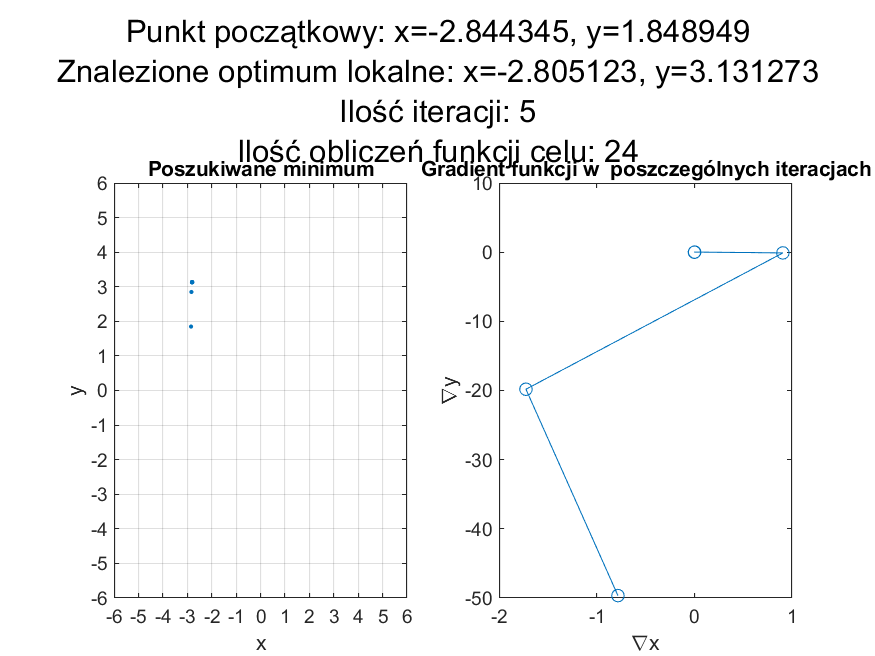 Punkt początkowy: x=-2.844345, y=1.848949
Znalezione optimum lokalne: x=-2.805123, y=3.131273
Ilość iteracji: 5
Ilość obliczeń funkcji celu: 24
Poszukiwane minimum
6
5
4
3
2
1
0
-1
-2
-3
-4
-5
-6
y
-6 -5 -4 -3 -2 -1 0 1 2 3 4 5 6
x
Gradient funkcji w  poszczególnych iteracjach
10
0
-10
-20
-30
-40
-50
∇y
-2 -1 0 1
∇x